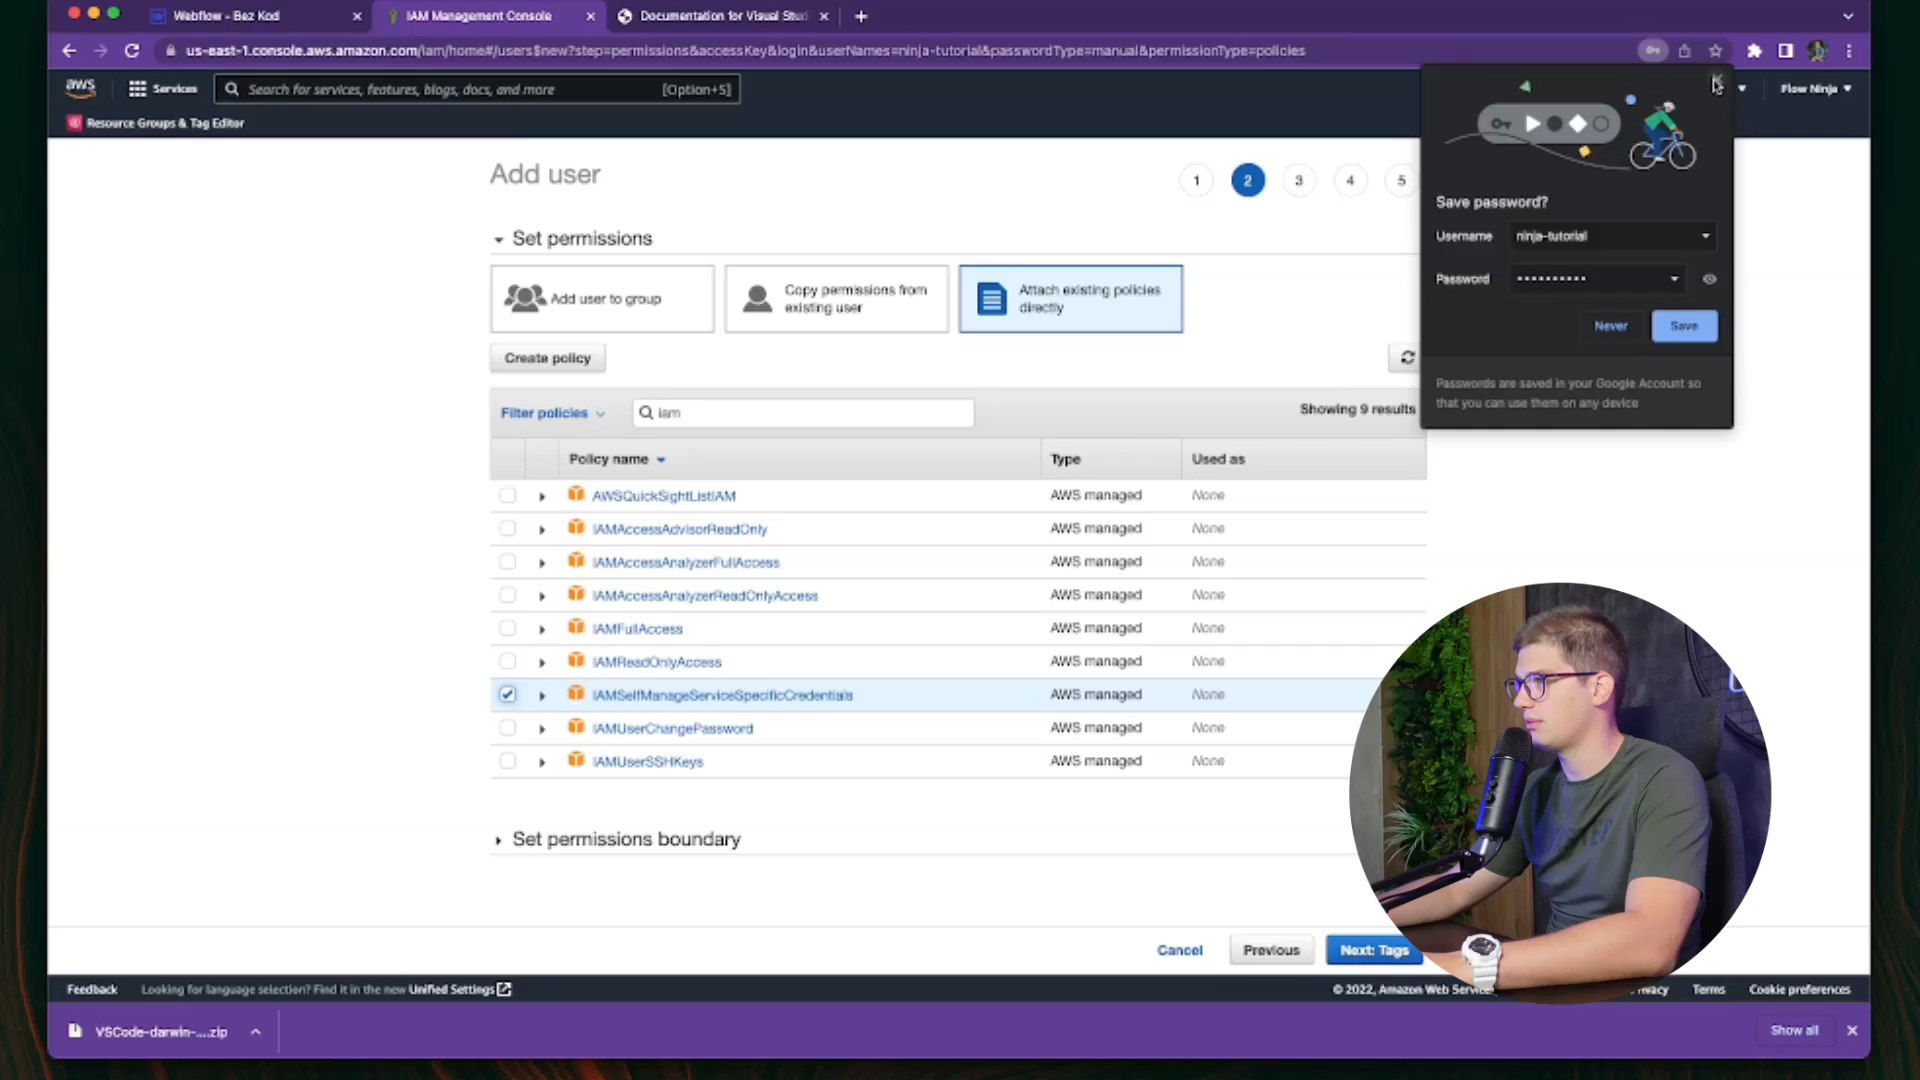 Webflow - Bez Kod
IAM Management Console
Documentation for Visual Stud
us-east-1.console.aws.amazon.com/iam/home#/users$new?step=permissions&accessKey&login&userNames=ninja-tutorial&passwordType=manual&permissionType=policies
aws
Services
Search for services, features, blogs, docs, and more
[Option+S]
Flow Ninja
Resource Groups & Tag Editor
Add user
1
2
3
4
5
Save password?
Username
ninja-tutorial
Password
Never
Save
Passwords are saved in your Google Account so
that you can use them on any device
Set permissions
Add user to group
Copy permissions from
existing user
Attach existing policies
directly
Create policy
Filter policies
iam
Showing 9 results
Policy name
Type
Used as
AWSQuickSightListIAM AWS managed None
IAMAccessAdvisorReadOnly AWS managed None
IAMAccessAnalyzerFullAccess AWS managed None
IAMAccessAnalyzerReadOnlyAccess AWS managed None
IAMFullAccess AWS managed None
IAMReadOnlyAccess AWS managed None
IAMSelfManageServiceSpecificCredentials AWS managed None
IAMUserChangePassword AWS managed None
IAMUserSSHKeys AWS managed None
Set permissions boundary
Cancel
Previous
Next: Tags
Feedback
Looking for language selection? Find it in the new Unified Settings
© 2022, Amazon Web Service
Terms
Cookie preferences
VSCode-darwin-....zip
Show all